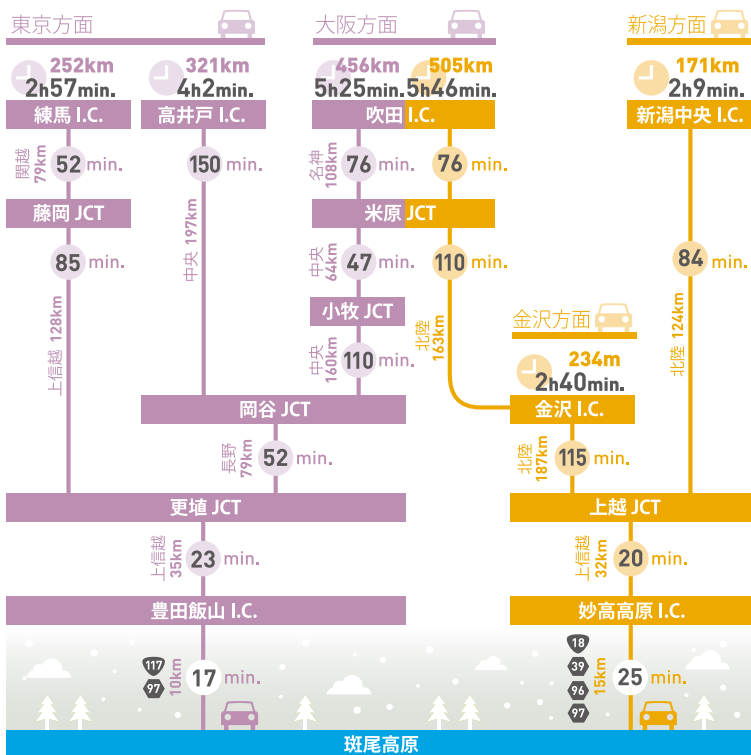 東京方面
252km
2h57min.
321km
4h2min.
練馬 I.C.
高井戸 I.C.
関越
79km
52 min.
150 min.
藤岡 JCT
中央 197km
85 min.
上信越 128km
大阪方面
456km
5h25min.
505km
5h46min.
吹田 I.C.
名神
108km
76 min.
76 min.
米原 JCT
中央
64km
47 min.
110 min.
北陸
163km
小牧 JCT
中央
160km
110 min.
岡谷 JCT
長野
79km
52 min.
更埴 JCT
上信越
35km
23 min.
豊田飯山 I.C.
117
97
10km
17 min.
新潟方面
171km
2h9min.
新潟中央 I.C.
84 min.
北陸 124km
金沢方面
234m
2h40min.
金沢 I.C.
北陸
187km
115 min.
上越 JCT
上信越
32km
20 min.
妙高高原 I.C.
18
39
96
97
15km
25 min.
斑尾高原